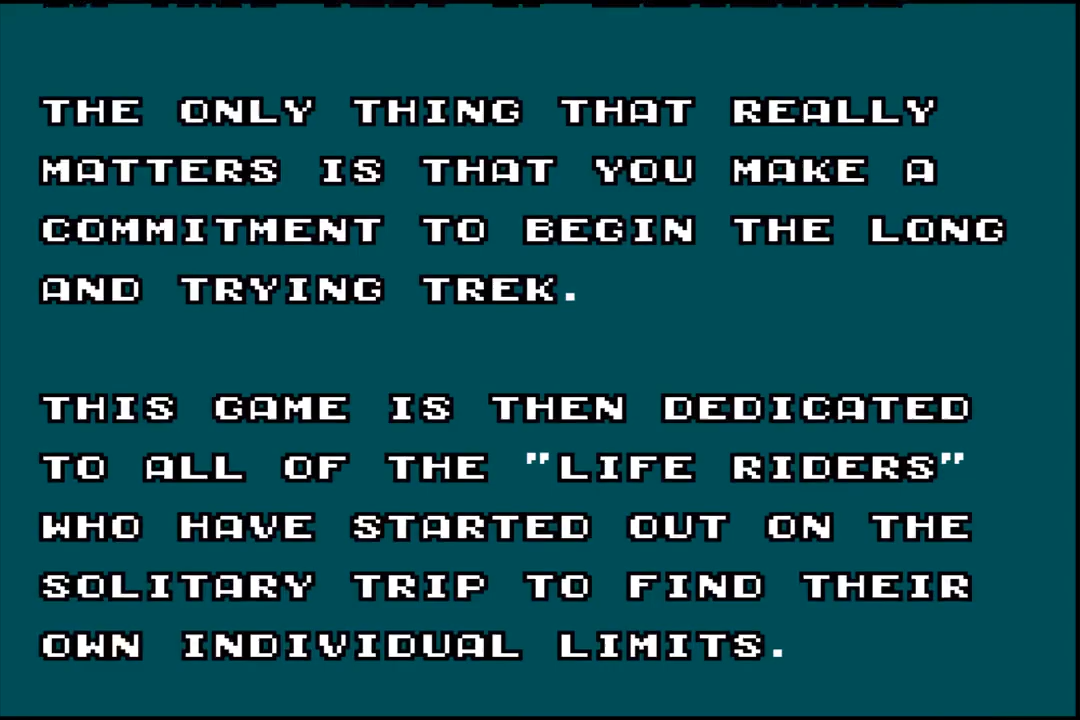 THE ONLY THING THAT REALLY
MATTERS IS THAT YOU MAKE A
COMMITMENT TO BEGIN THE LONG
AND TRYING TREK.
THIS GAME IS THEN DEDICATED
TO ALL OF THE "LIFE RIDERS"
WHO HAVE STARTED OUT ON THE
SOLITARY TRIP TO FIND THEIR
OWN INDIVIDUAL LIMITS.